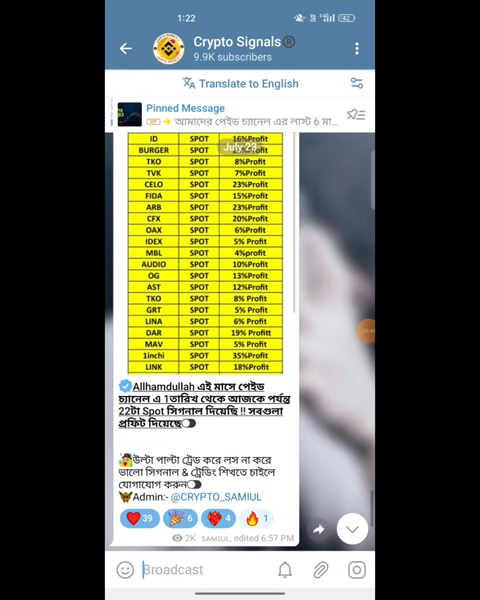 1:22
42
Crypto Signals®
9.9K subscribers
Translate to English
Pinned Message
আমাদের পেইড চ্যানেল এর লাস্ট 6 মা...
July 23
ID SPOT 16%Profit
BURGER SPOT
TKO SPOT 8%Profit
TVK SPOT 7%Profit
CELO SPOT 23%Profit
FIDA SPOT 15%Profit
ARB SPOT 23%Profit
CFX SPOT 20%Profit
OAX SPOT 6%Profit
IDEX SPOT 5% Profit
MBL SPOT 4%profit
AUDIO SPOT 10%Profit
OG SPOT 13%Profit
AST SPOT 12%Profit
TKO SPOT 8% Profit
GRT SPOT 5% Profit
LINA SPOT 6% Profit
DAR SPOT 19% Profitt
MAV SPOT 5% Profit
1inchi SPOT 35%Profit
LINK SPOT 18%Profit
Allhamdullah এই মাসে পেইড
চ্যানেল এ 1তারিখ থেকে আজকে পর্যন্ত
22টা Spot সিগনাল দিয়েছি !! সবগুলা
প্রফিট দিয়েছে
উল্টা পাল্টা ট্রেড করে লস না করে
ভালো সিগনাল & ট্রেডিং শিখতে চাইলে
যোগাযোগ করুন
Admin:- @CRYPTO_SAMIUL
39 6 4 1
2K SAMIUL, edited 6:57 PM
Broadcast